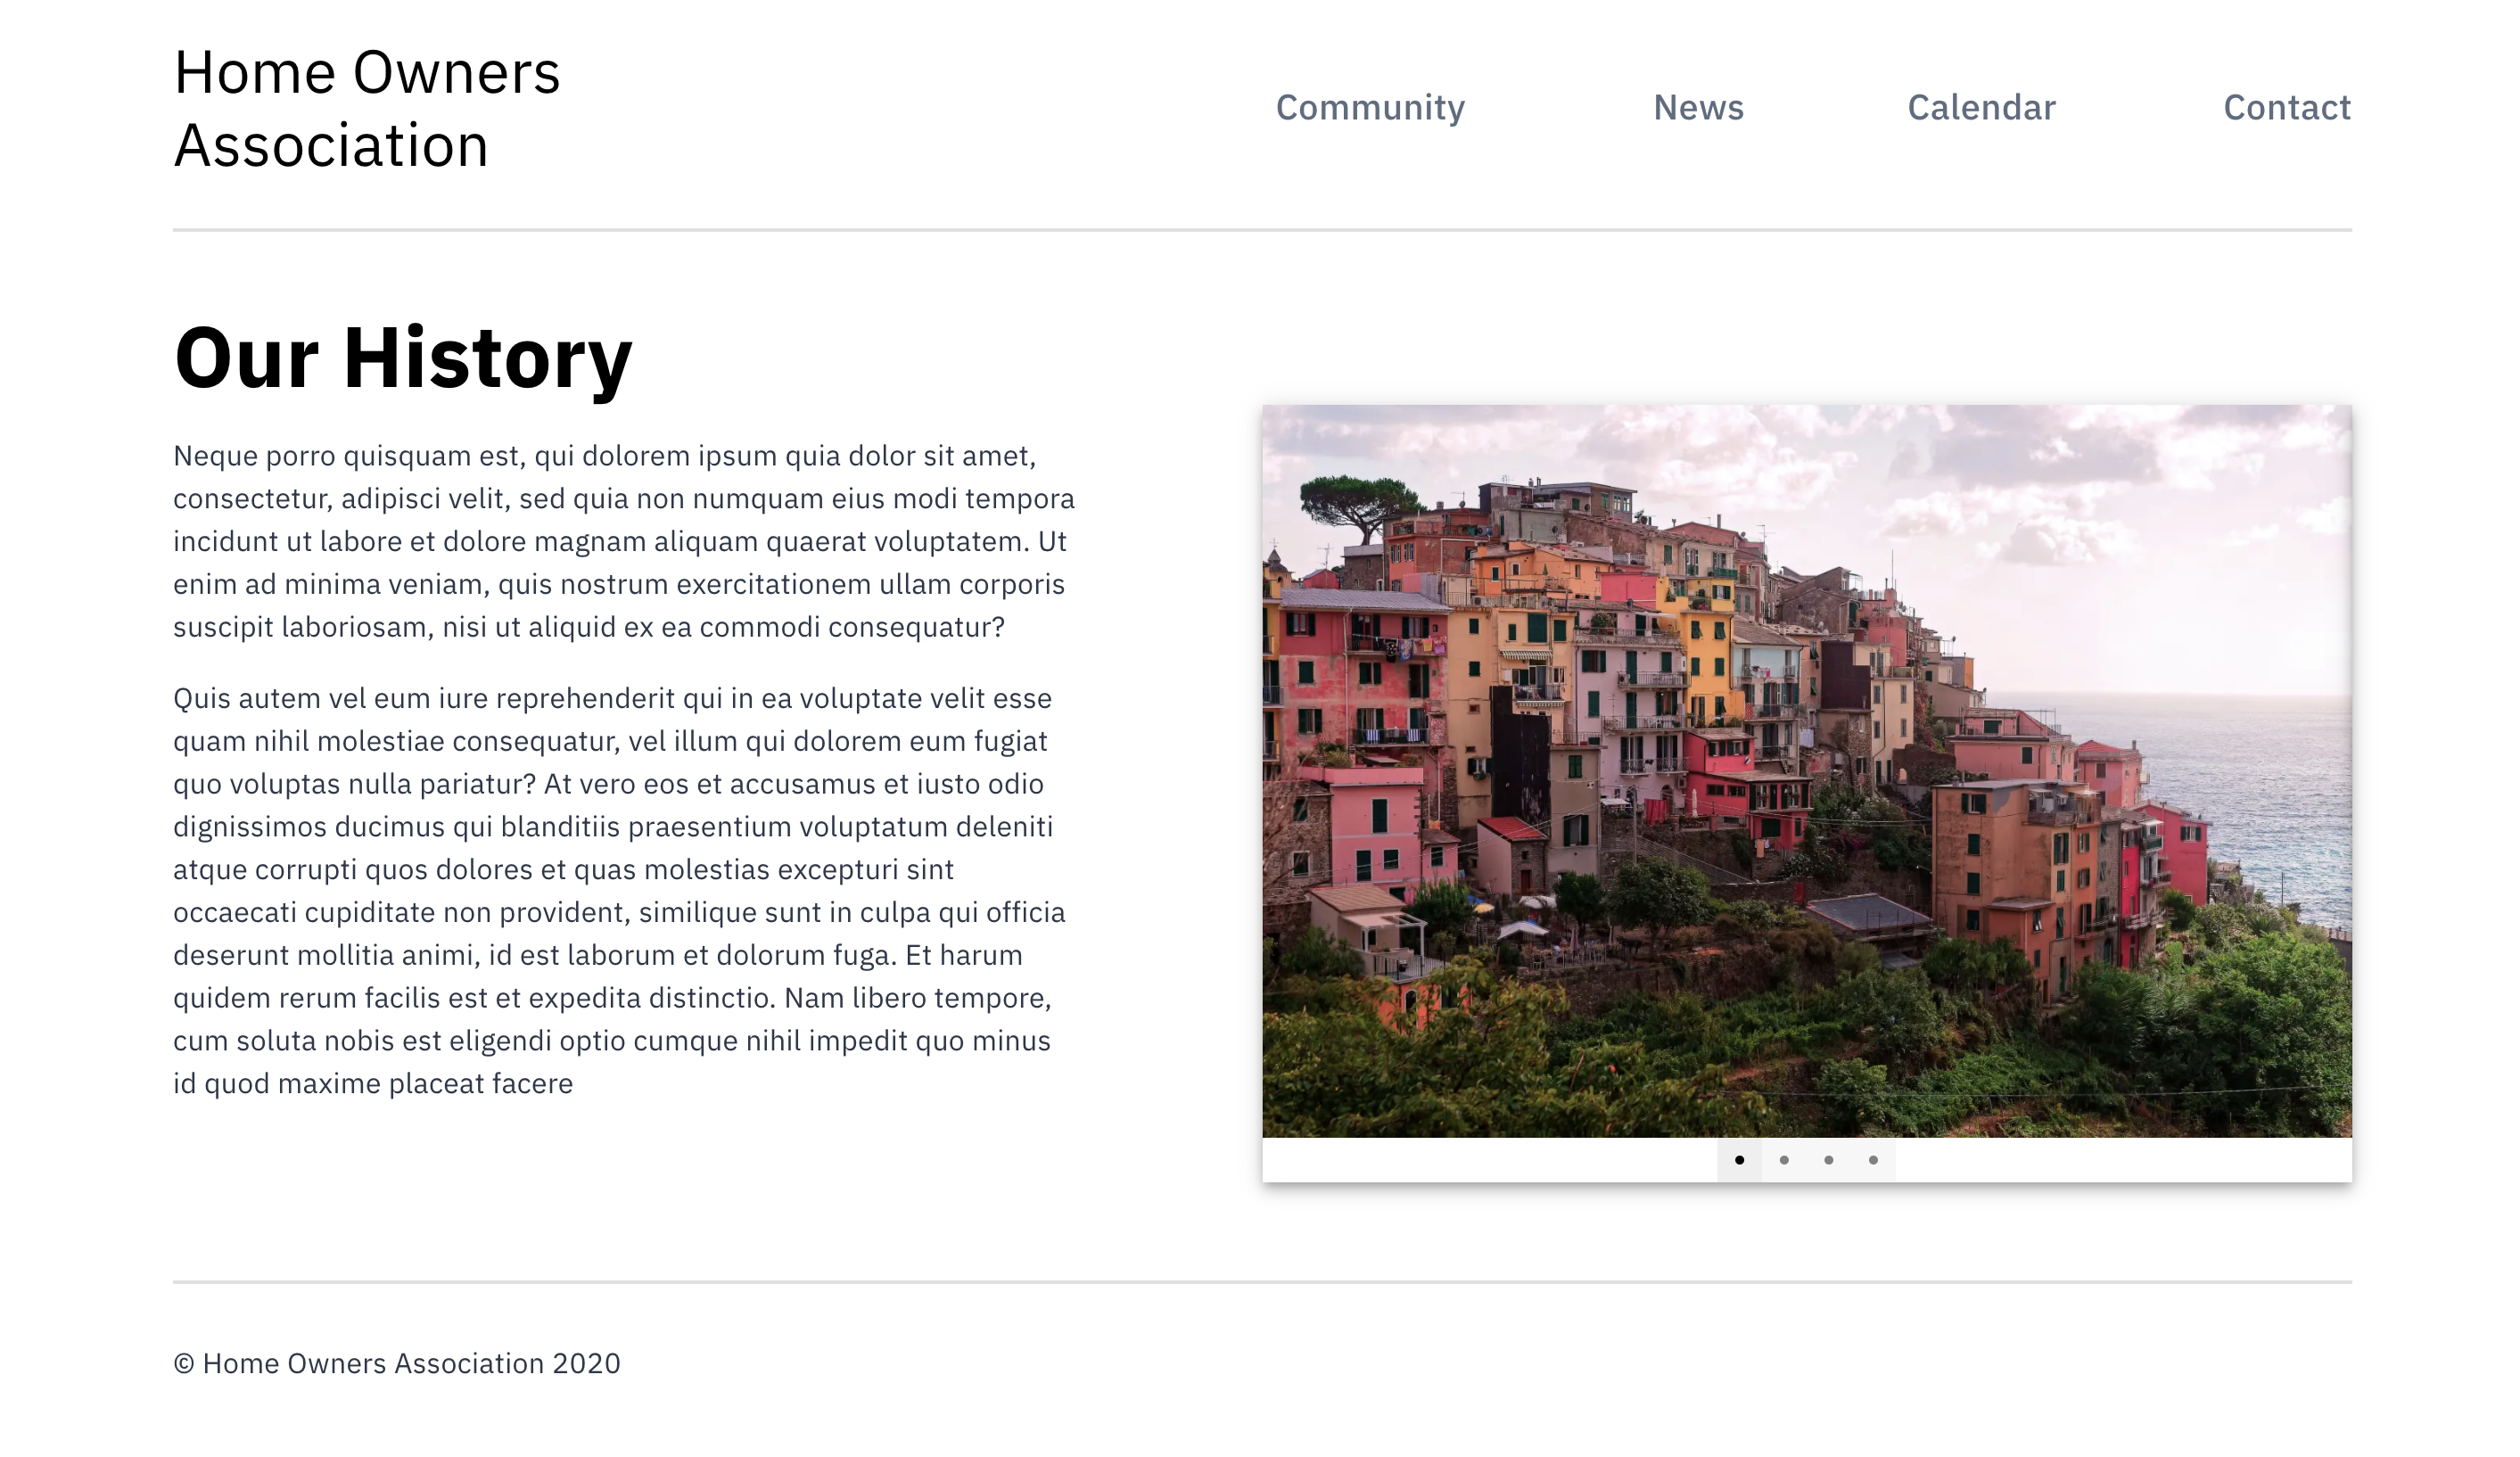 Home Owners
Association
Community
News
Calendar
Contact
Our History
Neque porro quisquam est, qui dolorem ipsum quia dolor sit amet,
consectetur, adipisci velit, sed quia non numquam eius modi tempora
incidunt ut labore et dolore magnam aliquam quaerat voluptatem. Ut
enim ad minima veniam, quis nostrum exercitationem ullam corporis
suscipit laboriosam, nisi ut aliquid ex ea commodi consequatur?
Quis autem vel eum iure reprehenderit qui in ea voluptate velit esse
quam nihil molestiae consequatur, vel illum qui dolorem eum fugiat
quo voluptas nulla pariatur? At vero eos et accusamus et iusto odio
dignissimos ducimus qui blanditiis praesentium voluptatum deleniti
atque corrupti quos dolores et quas molestias excepturi sint
occaecati cupiditate non provident, similique sunt in culpa qui officia
deserunt mollitia animi, id est laborum et dolorum fuga. Et harum
quidem rerum facilis est et expedita distinctio. Nam libero tempore,
cum soluta nobis est eligendi optio cumque nihil impedit quo minus
id quod maxime placeat facere
© Home Owners Association 2020